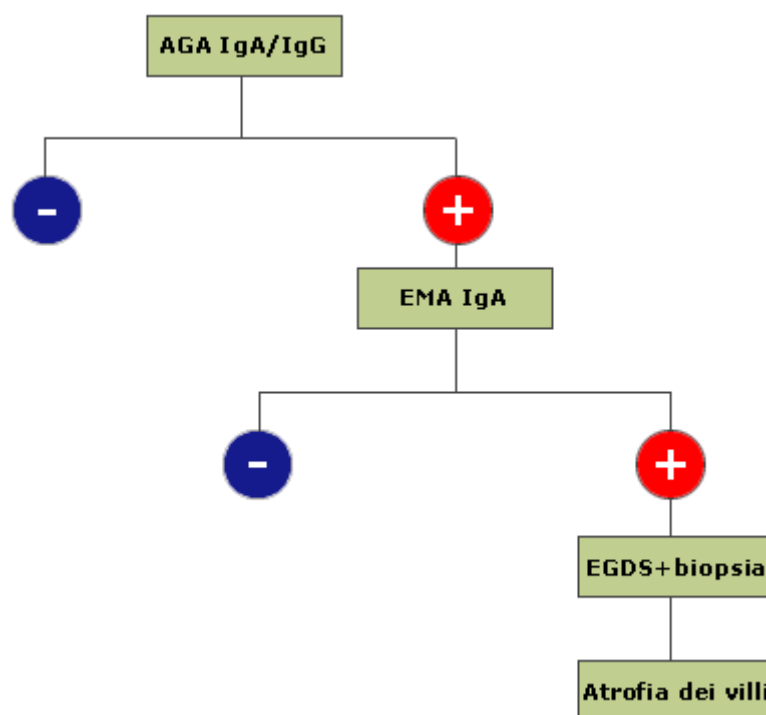 AGA IgA/IgG
-
+
EMA IgA
-
+
EGDS+biopsia
Atrofia dei villi